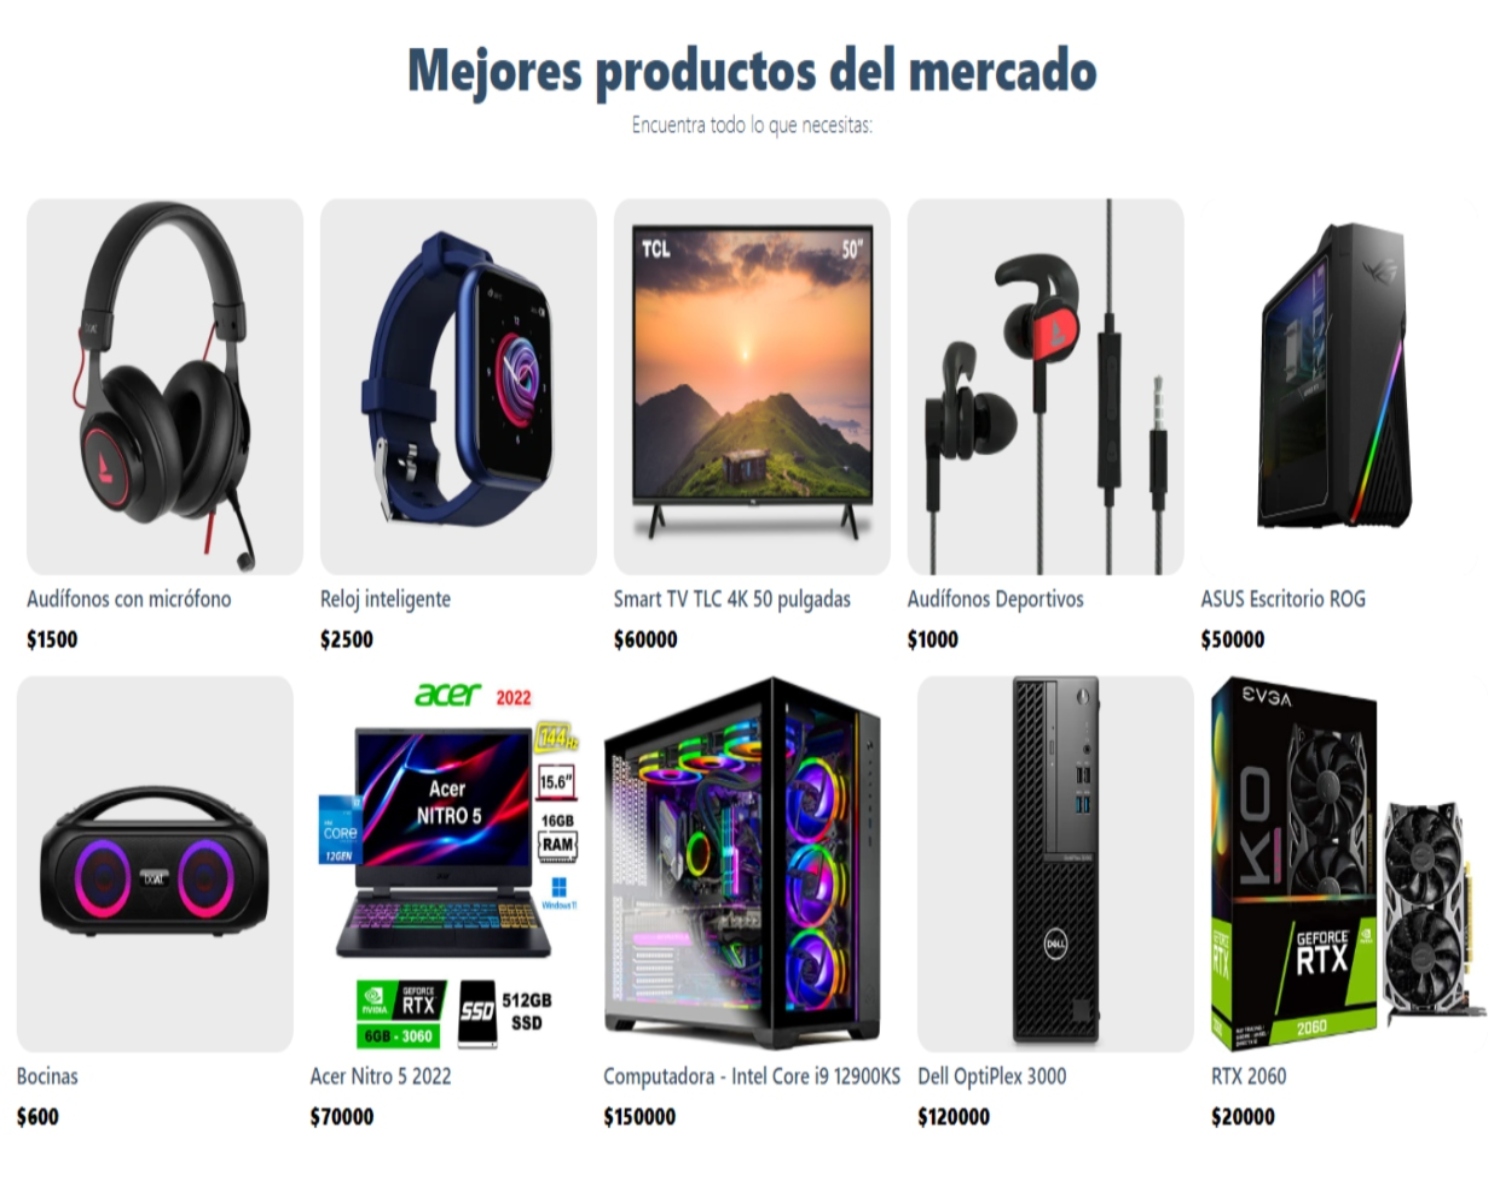 Mejores productos del mercado
Encuentra todo lo que necesitas:
TCL
50"
Audífonos con micrófono
$1500
Reloj inteligente
$2500
Smart TV TLC 4K 50 pulgadas
$60000
Audífonos Deportivos
$1000
ASUS Escritorio ROG
$50000
acer 2022
144Hz
Acer
NITRO 5
15.6"
16GB
RAM
CORE
12GEN
Windows 11
NVIDIA
GEFORCE
RTX
6GB - 3060
SSD
512GB
SSD
DELL
EVGA
KO
GEFORCE
RTX
RTX
2060
Bocinas
$600
Acer Nitro 5 2022
$70000
Computadora - Intel Core i9 12900KS
$150000
Dell OptiPlex 3000
$120000
RTX 2060
$20000